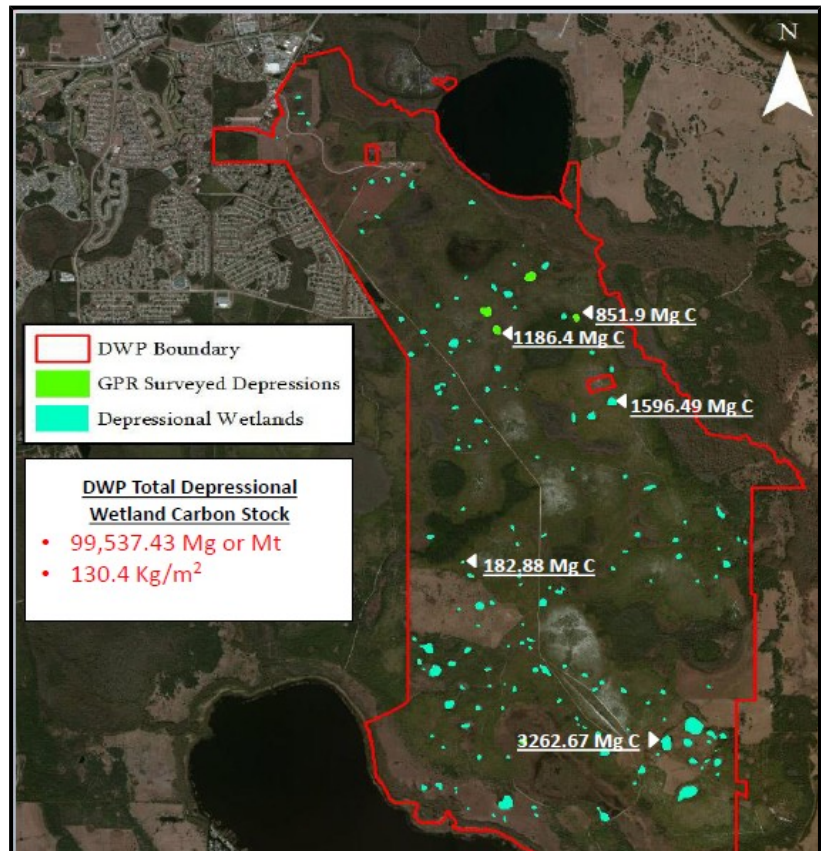 N
851.9 Mg C
1186.4 Mg C
DWP Boundary
GPR Surveyed Depressions
Depressional Wetlands
1596.49 Mg C
DWP Total Depressional
Wetland Carbon Stock
• 99,537.43 Mg or Mt
• 130.4 Kg/m²
182.88 Mg C
3262.67 Mg C